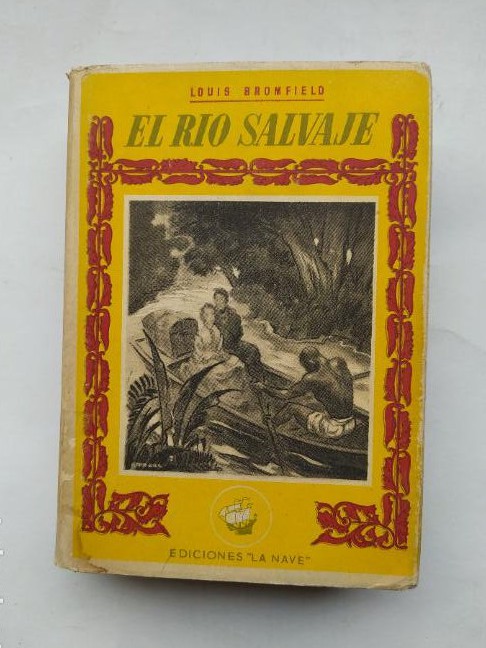 LOUIS BROMFIELD
EL RIO SALVAJE
EDICIONES "LA NAVE"